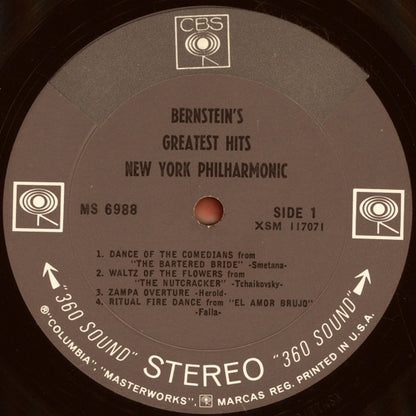 CBS
BERNSTEIN'S
GREATEST HITS
NEW YORK PHILHARMONIC
MS 6988
SIDE 1
XSM 117071
1. DANCE OF THE COMEDIANS from
"THE BARTERED BRIDE" -Smetana-
2. WALTZ OF THE FLOWERS from
"THE NUTCRACKER" -Tchaikovsky-
3. ZAMPA OVERTURE -Herold-
4. RITUAL FIRE DANCE from "EL AMOR BRUJO"
-Falla-
"360 SOUND" STEREO "360 SOUND"
®"COLUMBIA", "MASTERWORKS", MARCAS REG. PRINTED IN U.S.A.